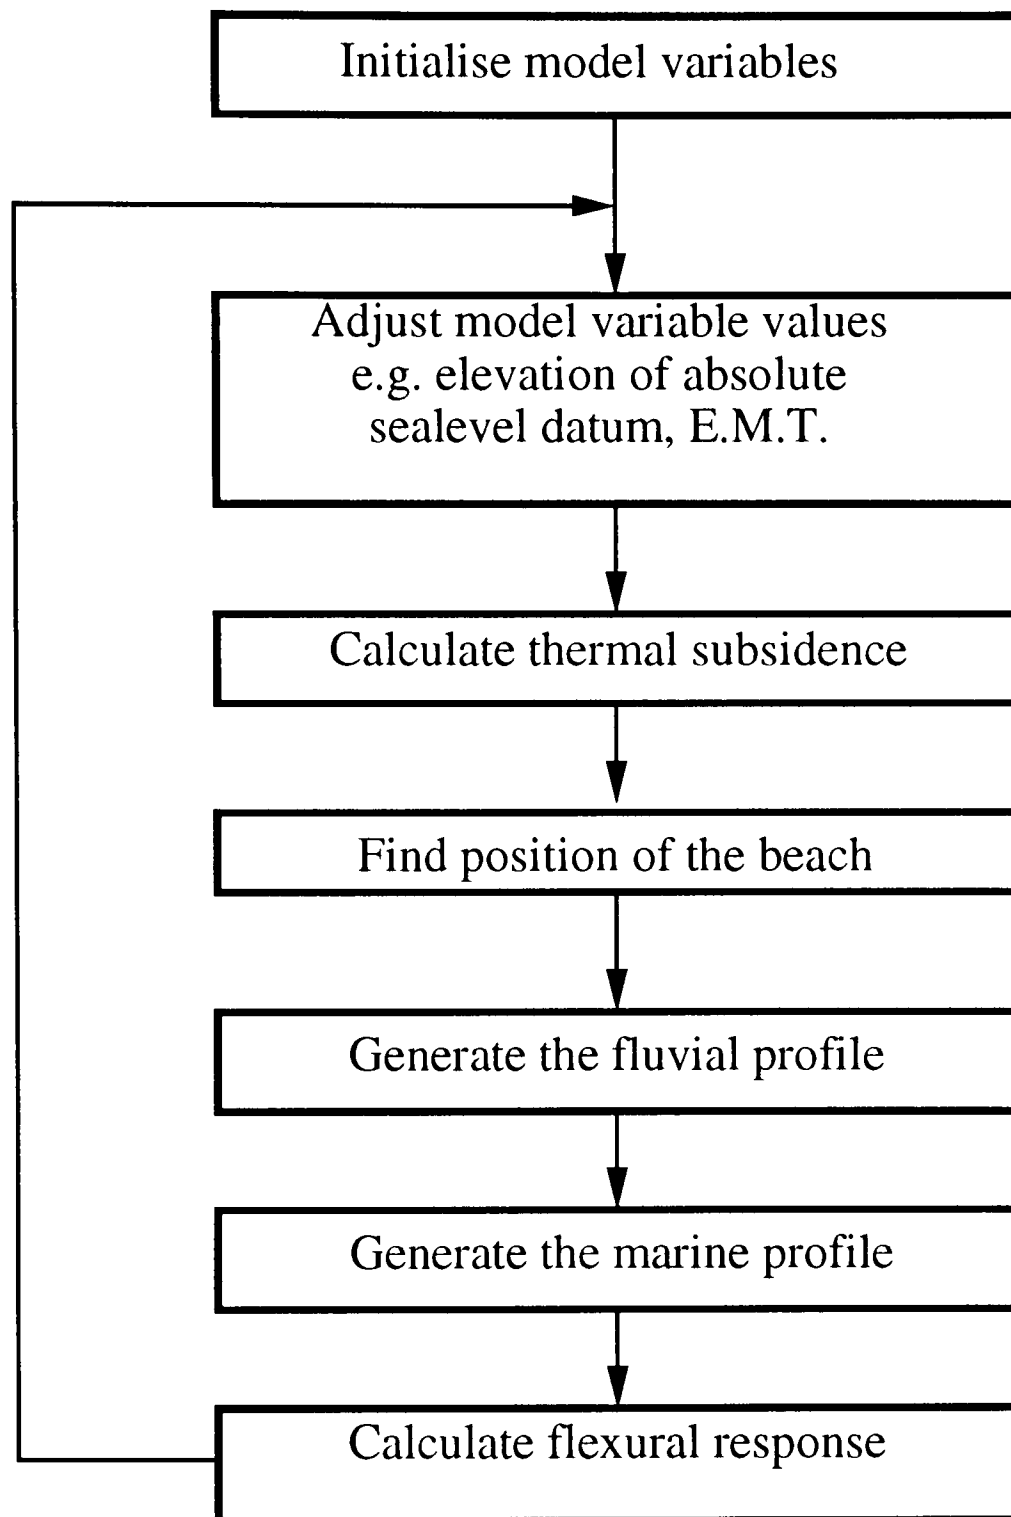 Initialise model variables
Adjust model variable values
e.g. elevation of absolute
sealevel datum, E.M.T.
Calculate thermal subsidence
Find position of the beach
Generate the fluvial profile
Generate the marine profile
Calculate flexural response